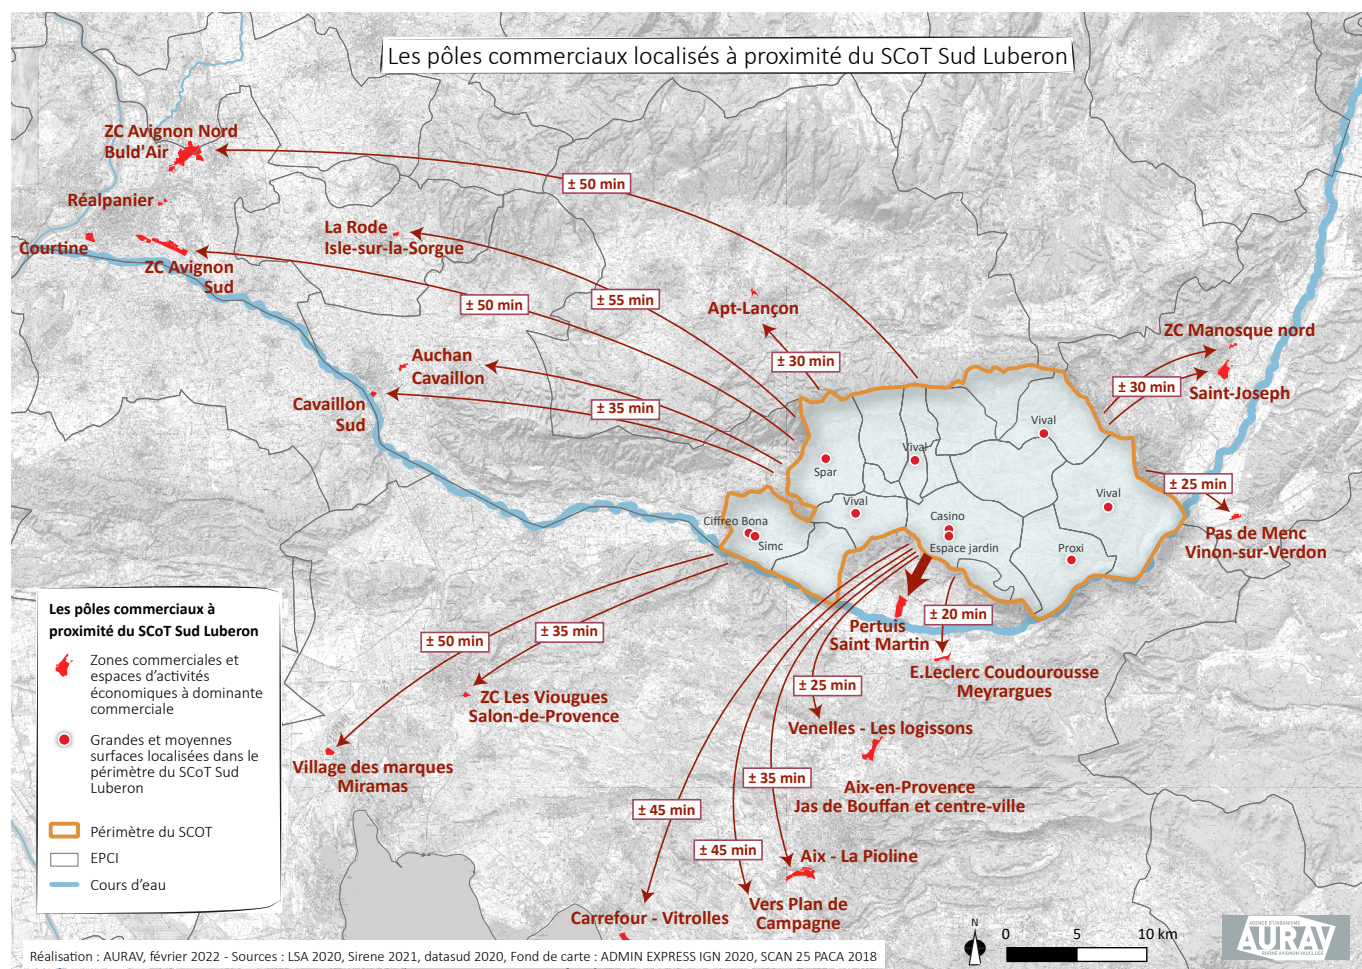 Les pôles commerciaux localisés à proximité du SCoT Sud Luberon
ZC Avignon Nord
Buld'Air
± 50 min
Réalpanier
La Rode
Isle-sur-la-Sorgue
Courtine
ZC Avignon
Sud
± 50 min
± 55 min
Apt-Lançon
± 30 min
ZC Manosque nord
± 30 min
Saint-Joseph
Auchan
Cavaillon
Cavaillon
Sud
± 35 min
Vival
Vival
Spar
Vival
Vival
± 25 min
Pas de Menc
Vinon-sur-Verdon
Ciffreo Bona
Simc
Casino
Espace jardin
Proxi
± 50 min
± 35 min
Pertuis
Saint Martin
± 20 min
E.Leclerc Coudourousse
Meyrargues
± 25 min
ZC Les Viougues
Salon-de-Provence
Venelles - Les logissons
Village des marques
Miramas
± 35 min
Aix-en-Provence
Jas de Bouffan et centre-ville
± 45 min
± 45 min
Aix - La Pioline
Vers Plan de
Campagne
Carrefour - Vitrolles
Les pôles commerciaux à
proximité du SCoT Sud Luberon
Zones commerciales et
espaces d'activités
économiques à dominante
commerciale
Grandes et moyennes
surfaces localisées dans le
périmètre du SCoT Sud
Luberon
Périmètre du SCOT
EPCI
Cours d'eau
N
0 5 10 km
AGENCE D'URBANISME
AURAV
RHÔNE AVIGNON VAUCLUSE
Réalisation : AURAV, février 2022 - Sources : LSA 2020, Sirene 2021, datasud 2020, Fond de carte : ADMIN EXPRESS IGN 2020, SCAN 25 PACA 2018